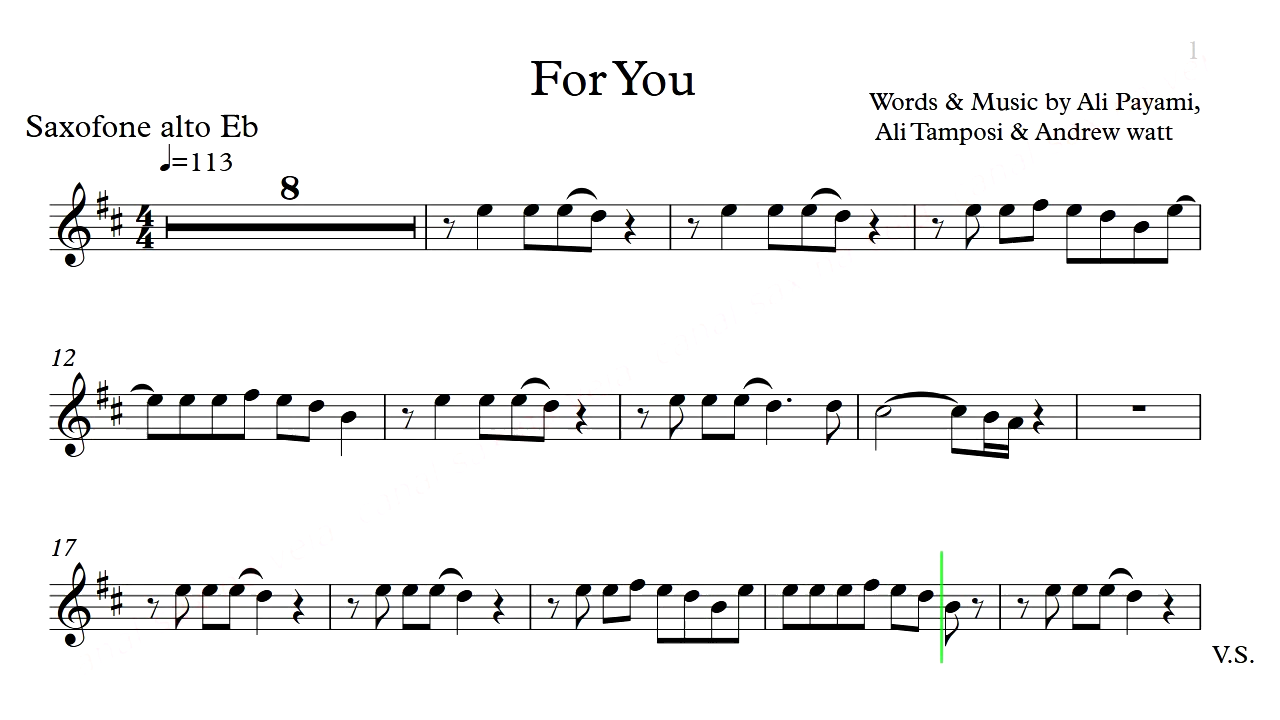 1
For You
Words & Music by Ali Payami,
Ali Tamposi & Andrew watt
Saxofone alto Eb
♩=113
8
4
4
12
17
V.S.